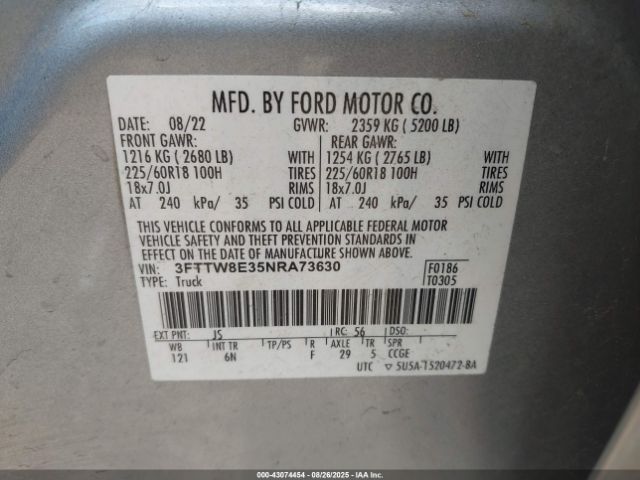 MFD. BY FORD MOTOR CO.
DATE: 08/22 GVWR: 2359 KG ( 5200 LB)
FRONT GAWR: REAR GAWR:
1216 KG ( 2680 LB) WITH 1254 KG ( 2765 LB) WITH
225/60R18 100H TIRES 225/60R18 100H TIRES
18x7.0J RIMS 18x7.0J RIMS
AT 240 kPa/ 35 PSI COLD AT 240 kPa/ 35 PSI COLD
THIS VEHICLE CONFORMS TO ALL APPLICABLE FEDERAL MOTOR
VEHICLE SAFETY AND THEFT PREVENTION STANDARDS IN
EFFECT ON THE DATE OF MANUFACTURE SHOWN ABOVE.
VIN: 3FTTW8E35NRA73630 F0186
TYPE: Truck T0305
EXT PNT: JS RC: 56 DSO:
WB INT TR TP/PS R AXLE TR SPR
121 6N F 29 5 CCGE
UTC ▽ 5U5A-1520472-BA
000-43074454 - 08/26/2025 - IAAI.CA